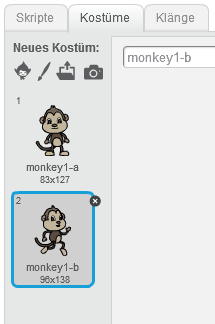 Skripte Kostüme Klänge
Neues Kostüm:
monkey1-b
1
monkey1-a
83x127
2
monkey1-b
96x138